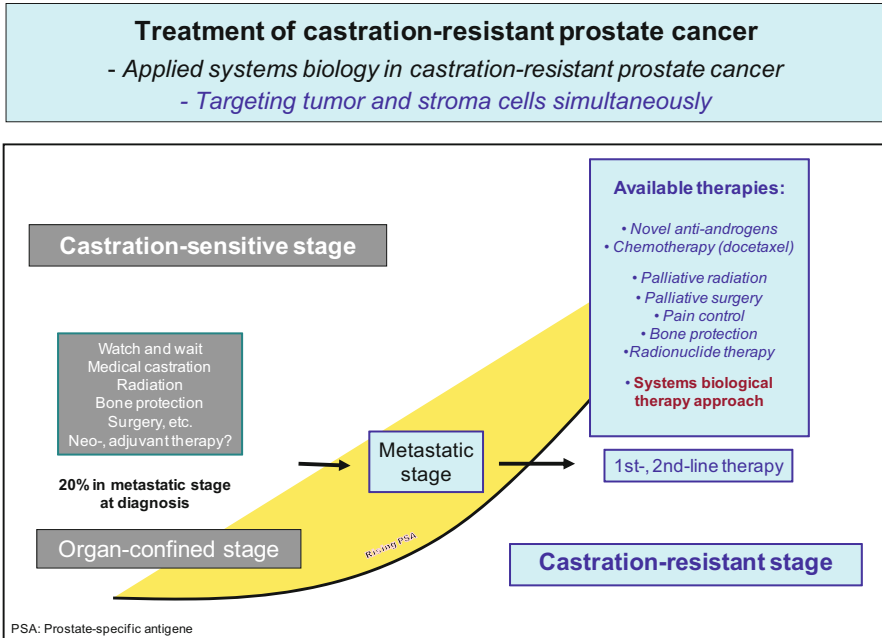 Treatment of castration-resistant prostate cancer
- Applied systems biology in castration-resistant prostate cancer
- Targeting tumor and stroma cells simultaneously
Castration-sensitive stage
Watch and wait
Medical castration
Radiation
Bone protection
Surgery, etc.
Neo-, adjuvant therapy?
20% in metastatic stage
at diagnosis
Organ-confined stage
Metastatic
stage
Rising PSA
Available therapies:
• Novel anti-androgens
• Chemotherapy (docetaxel)
• Palliative radiation
• Palliative surgery
• Pain control
• Bone protection
•Radionuclide therapy
• Systems biological
therapy approach
1st-, 2nd-line therapy
Castration-resistant stage
PSA: Prostate-specific antigene